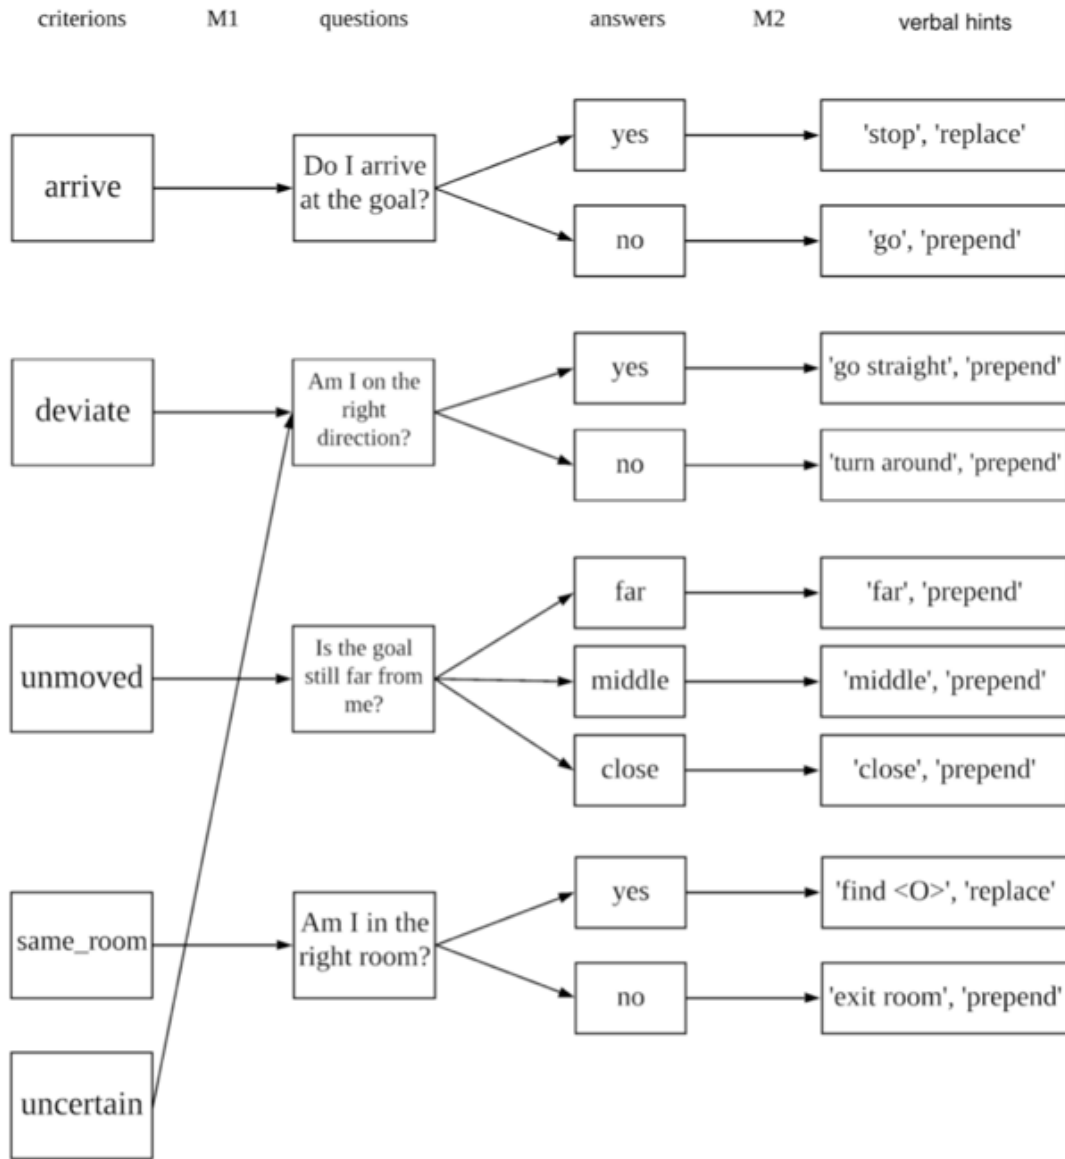 criterions M1 questions answers M2 verbal hints
arrive
Do I arrive
at the goal?
yes
'stop', 'replace'
no
'go', 'prepend'
deviate
Am I on the
right
direction?
yes
'go straight', 'prepend'
no
'turn around', 'prepend'
unmoved
Is the goal
still far from
me?
far
'far', 'prepend'
middle
'middle', 'prepend'
close
'close', 'prepend'
same_room
Am I in the
right room?
yes
'find <O>', 'replace'
no
'exit room', 'prepend'
uncertain